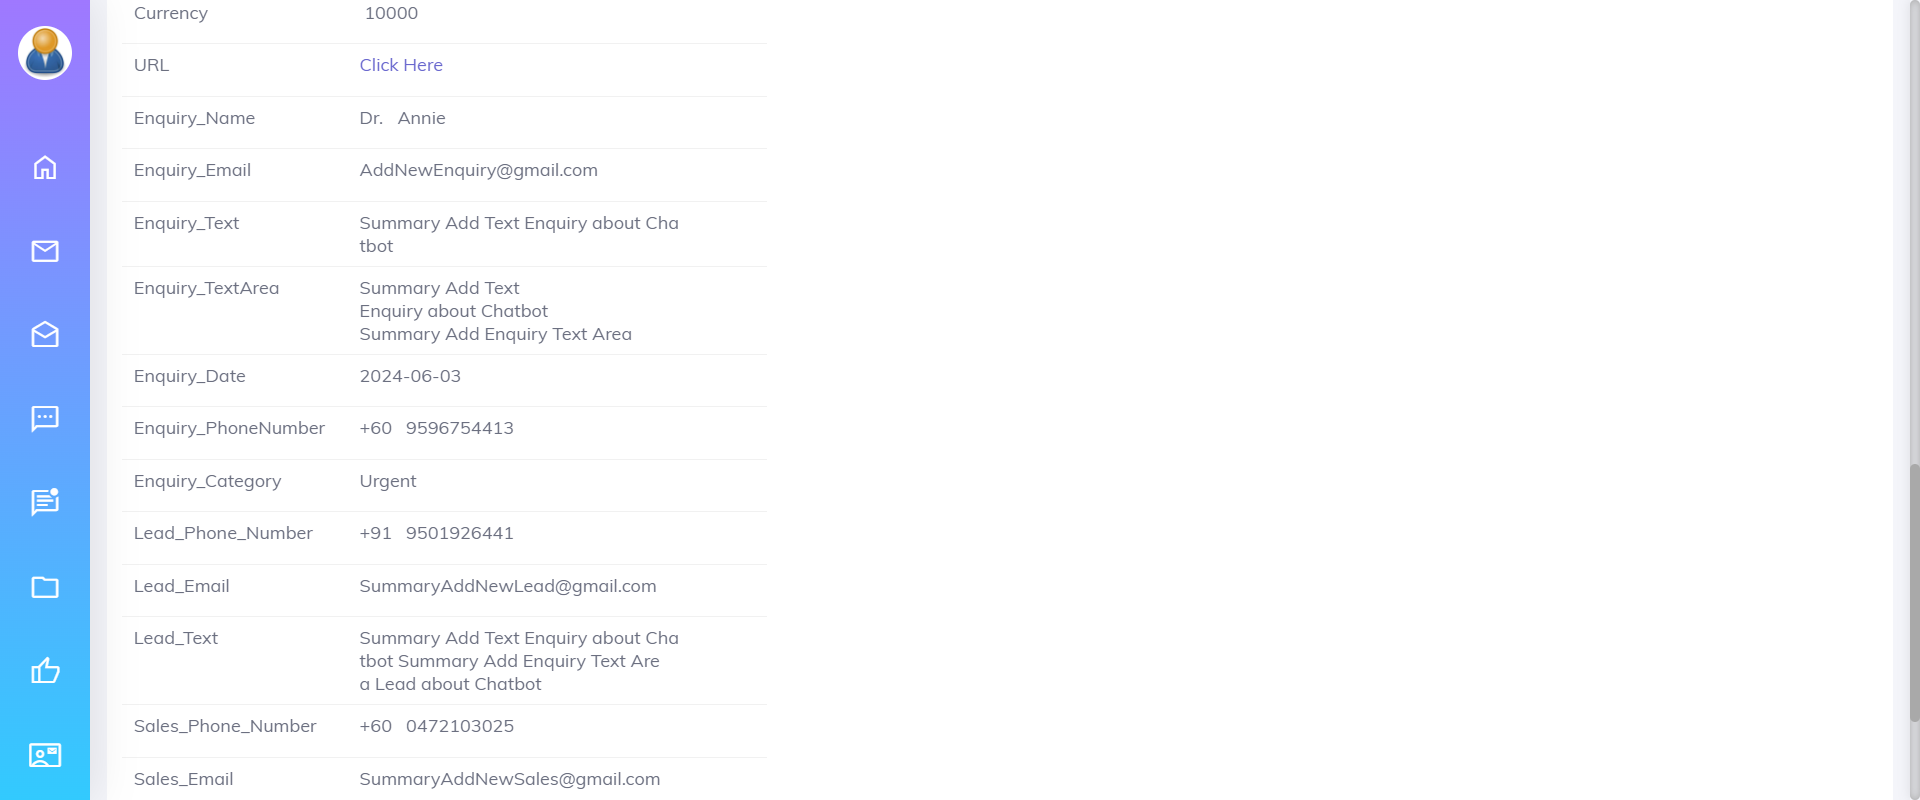 Currency 10000
URL Click Here
Enquiry_Name Dr. Annie
Enquiry_Email AddNewEnquiry@gmail.com
Enquiry_Text Summary Add Text Enquiry about Cha
tbot
Enquiry_TextArea Summary Add Text
Enquiry about Chatbot
Summary Add Enquiry Text Area
Enquiry_Date 2024-06-03
Enquiry_PhoneNumber +60 9596754413
Enquiry_Category Urgent
Lead_Phone_Number +91 9501926441
Lead_Email SummaryAddNewLead@gmail.com
Lead_Text Summary Add Text Enquiry about Cha
tbot Summary Add Enquiry Text Are
a Lead about Chatbot
Sales_Phone_Number +60 0472103025
Sales_Email SummaryAddNewSales@gmail.com